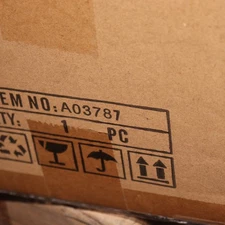 EM NO: A03787
TY: 1 PC